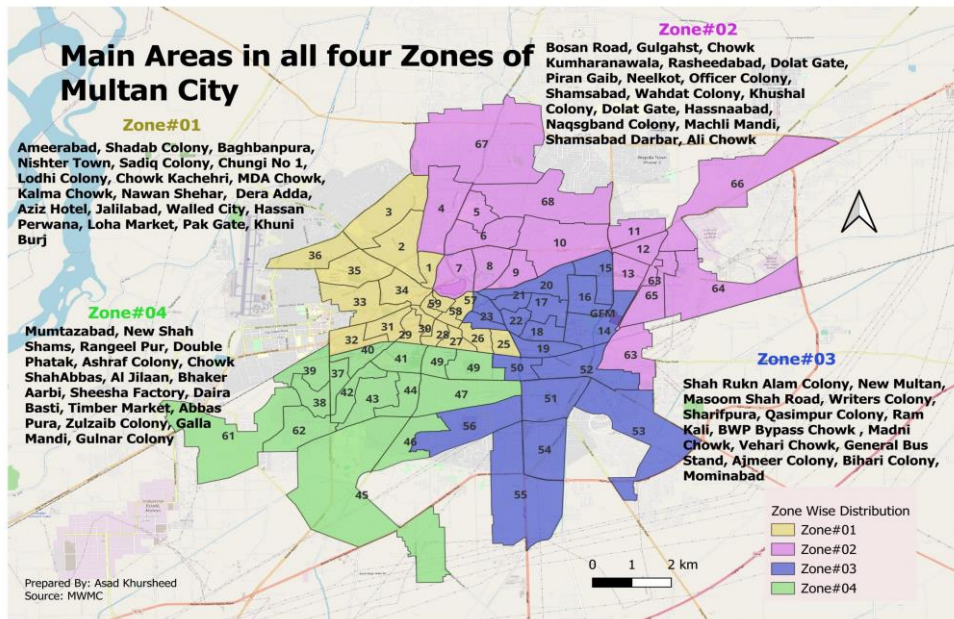 Main Areas in all four Zones of
Multan City
Zone#01
Ameerabad, Shadab Colony, Baghbanpura,
Nishter Town, Sadiq Colony, Chungi No 1,
Lodhi Colony, Chowk Kachehri, MDA Chowk,
Kalma Chowk, Nawan Shehar, Dera Adda,
Aziz Hotel, Jalilabad, Walled City, Hassan
Perwana, Loha Market, Pak Gate, Khuni
Burj
Zone#02
Bosan Road, Gulgahst, Chowk
Kumharanawala, Rasheedabad, Dolat Gate,
Piran Gaib, Neelkot, Officer Colony,
Shamsabad, Wahdat Colony, Khushal
Colony, Dolat Gate, Hassnaabad,
Naqsgband Colony, Machli Mandi,
Shamsabad Darbar, Ali Chowk
Zone#04
Mumtazabad, New Shah
Shams, Rangeel Pur, Double
Phatak, Ashraf Colony, Chowk
ShahAbbas, Al Jilaan, Bhaker
Aarbi, Sheesha Factory, Daira
Basti, Timber Market, Abbas
Pura, Zulzaib Colony, Galla
Mandi, Gulnar Colony
Zone#03
Shah Rukn Alam Colony, New Multan,
Masoom Shah Road, Writers Colony,
Sharifpura, Qasimpur Colony, Ram
Kali, BWP Bypass Chowk , Madni
Chowk, Vehari Chowk, General Bus
Stand, Ajmeer Colony, Bihari Colony,
Mominabad
67
66
3
4
5
68
6
11
36
2
10
12
35
1
7
8
9
15
13
63
64
34
20
65
33
59
57
21
17
16
58
23
GFM
22
18
14
31
30
32
29
28
27
26
25
19
63
40
41
49
39
37
49
50
52
42
44
47
51
38
43
61
62
56
53
46
54
45
55
Zone Wise Distribution
Zone#01
Zone#02
Zone#03
Zone#04
0 1 2 km
Prepared By: Asad Khursheed
Source: MWMC